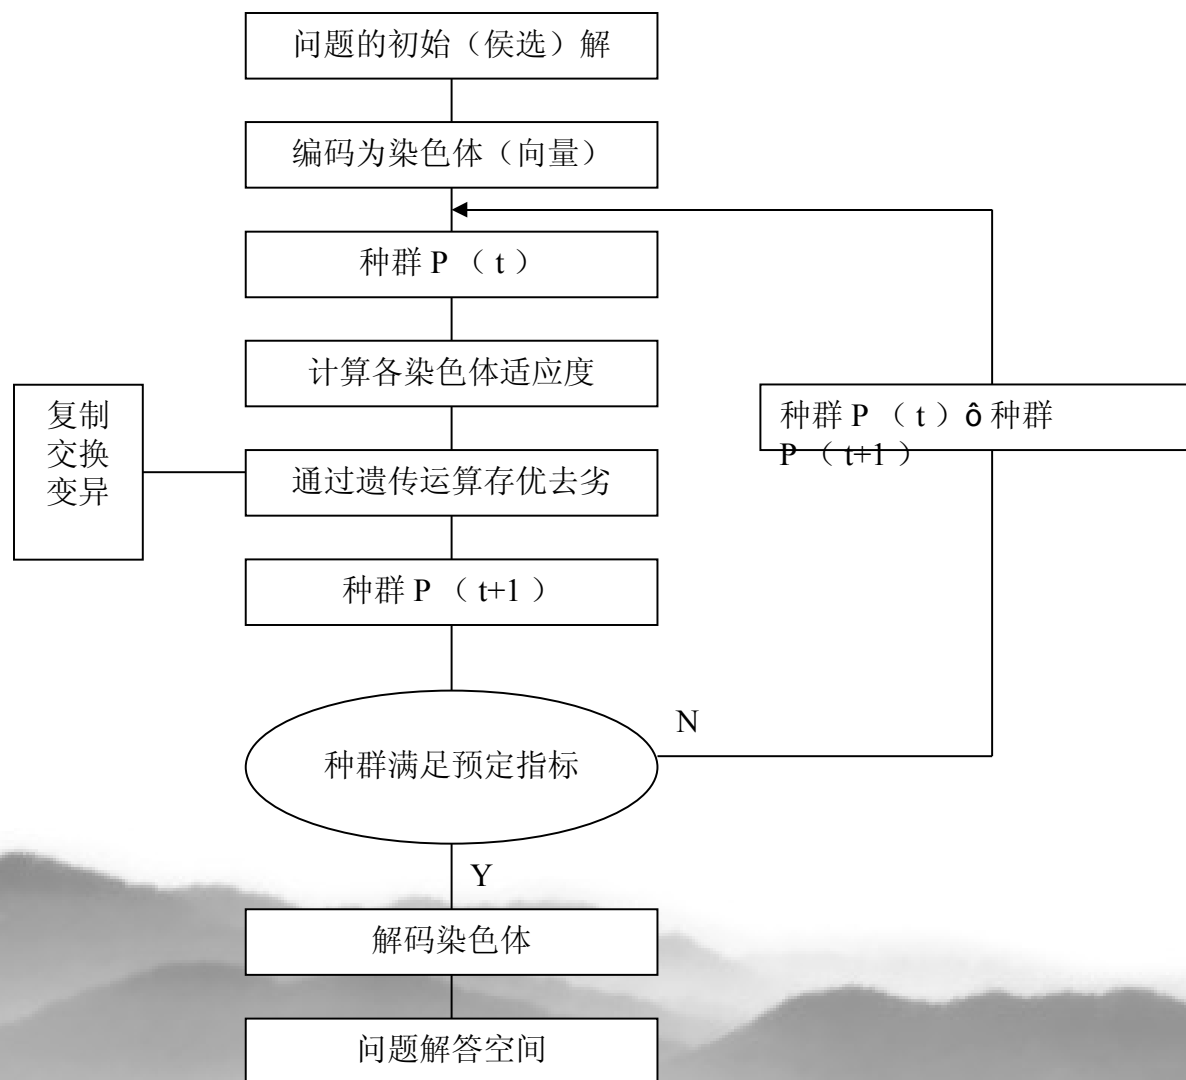 问题的初始（侯选）解
编码为染色体（向量）
种群 P （ t ）
计算各染色体适应度
复制
交换
变异
通过遗传运算存优去劣
种群 P （ t ） ô 种群
P （ t+1 ）
种群 P （ t+1 ）
N
种群满足预定指标
Y
解码染色体
问题解答空间